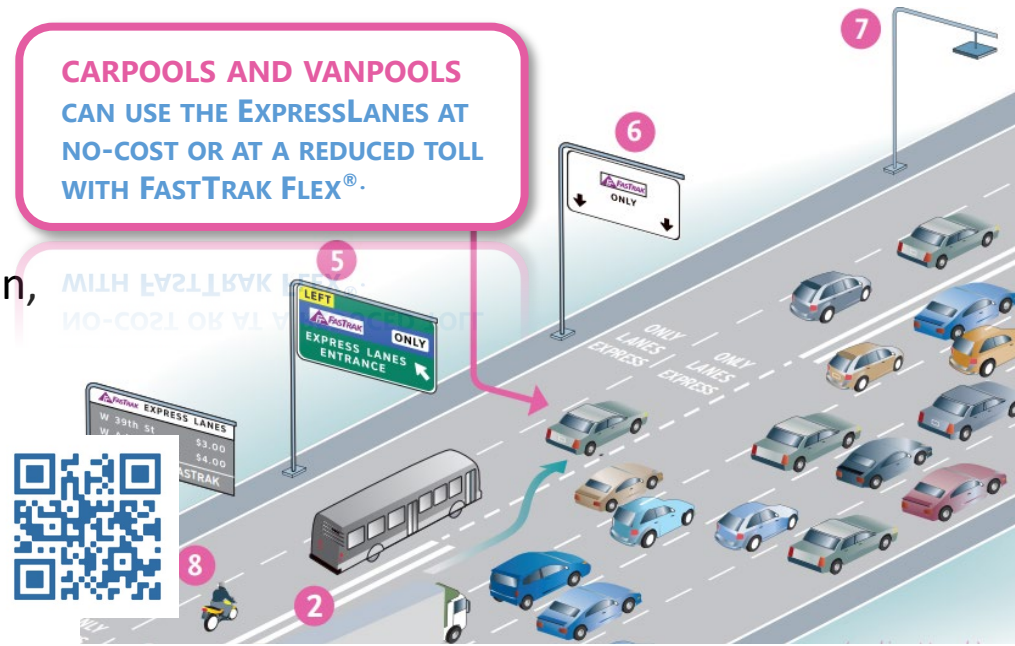 CARPOOLS AND VANPOOLS
CAN USE THE EXPRESSLANES AT
NO-COST OR AT A REDUCED TOLL
WITH FASTTRAK FLEX®.
7
6
FASTRAK
ONLY
n,
5
LEFT
FASTRAK
ONLY
EXPRESS LANES
ENTRANCE
FASTRAK EXPRESS LANES
W 39th St $3.00
W
$4.00
ASTRAK
ONLY
LANES
EXPRESS
ONLY
LANES
EXPRESS
8
2
ONLY